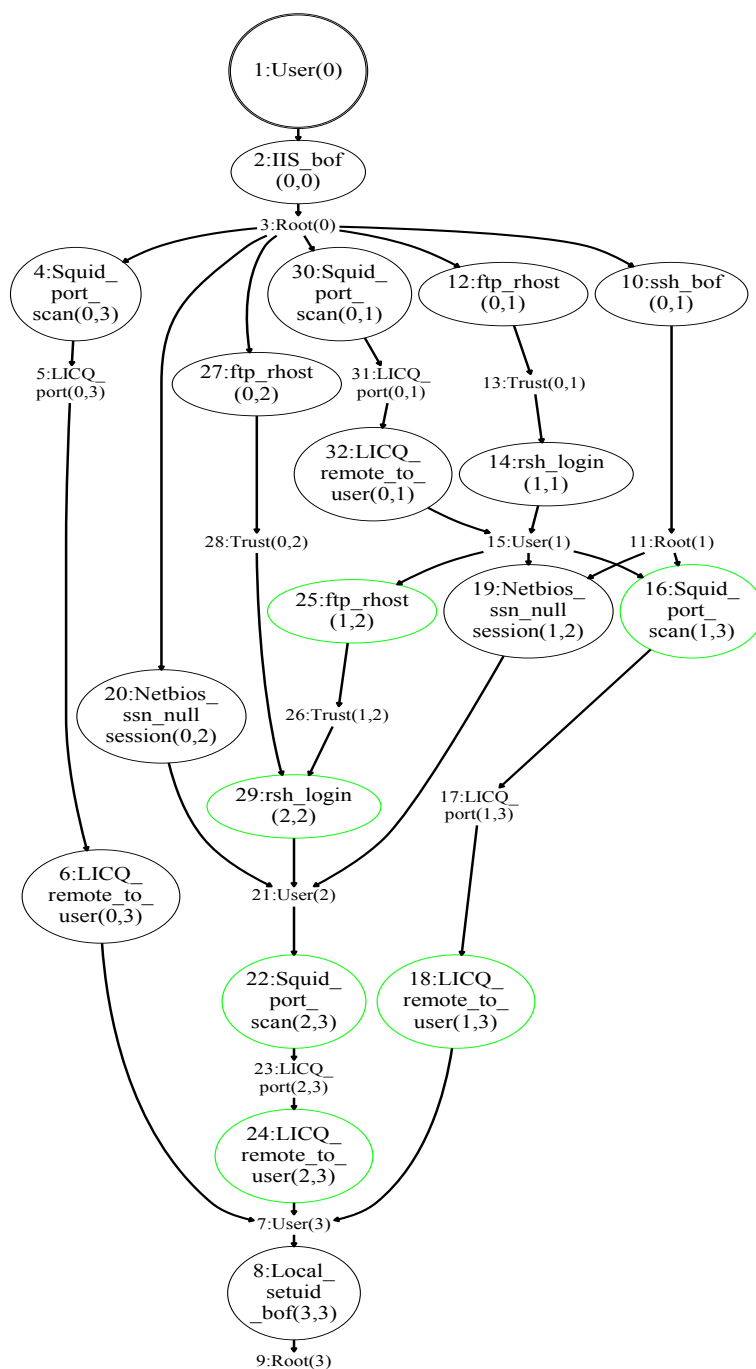 1:User(0)
2:IIS_bof
(0,0)
3:Root(0)
4:Squid_
port_
scan(0,3)
30:Squid_
port_
scan(0,1)
12:ftp_rhost
(0,1)
10:ssh_bof
(0,1)
5:LICQ_
port(0,3)
27:ftp_rhost
(0,2)
31:LICQ_
port(0,1)
13:Trust(0,1)
32:LICQ_
remote_to_
user(0,1)
14:rsh_login
(1,1)
28:Trust(0,2)
15:User(1)
11:Root(1)
25:ftp_rhost
(1,2)
19:Netbios_
ssn_null
session(1,2)
16:Squid_
port_
scan(1,3)
20:Netbios_
ssn_null
session(0,2)
26:Trust(1,2)
29:rsh_login
(2,2)
17:LICQ_
port(1,3)
6:LICQ_
remote_to_
user(0,3)
21:User(2)
22:Squid_
port_
scan(2,3)
18:LICQ_
remote_to_
user(1,3)
23:LICQ_
port(2,3)
24:LICQ_
remote_to_
user(2,3)
7:User(3)
8:Local_
setuid
_bof(3,3)
9:Root(3)